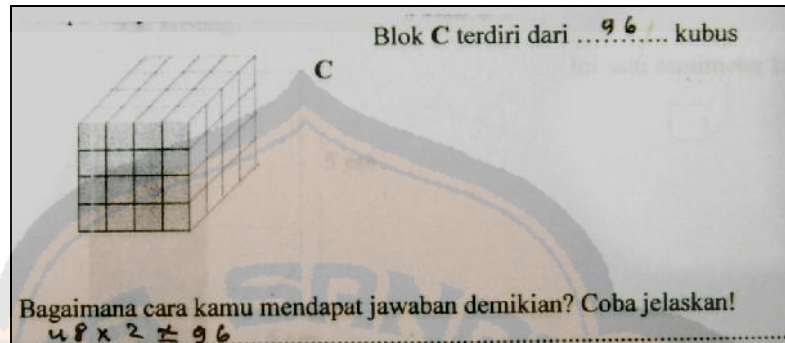 Blok C terdiri dari ...96... kubus
C
Bagaimana cara kamu mendapat jawaban demikian? Coba jelaskan!
48 x 2 = 96